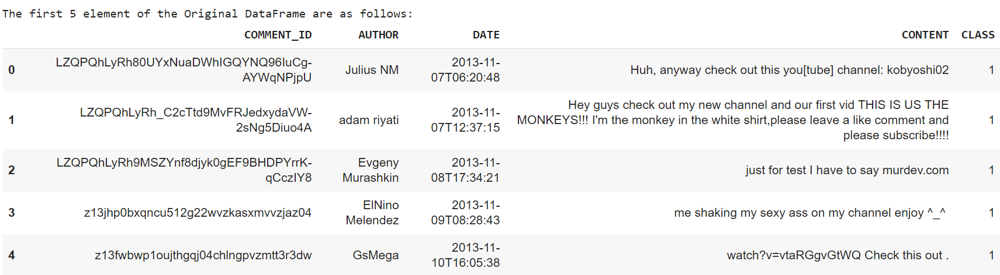 The first 5 element of the Original DataFrame are as follows:
COMMENT_ID AUTHOR DATE CONTENT CLASS
0 LZQPQhLyRh80UYxNuaDWhIGQYNQ96IuCg-AYWqNPjpU Julius NM 2013-11-07T06:20:48 Huh, anyway check out this you[tube] channel: kobyoshi02 1
1 LZQPQhLyRh_C2cTtd9MvFRJedxydaVW-2sNg5Diuo4A adam riyati 2013-11-07T12:37:15 Hey guys check out my new channel and our first vid THIS IS US THE MONKEYS!!! I'm the monkey in the white shirt,please leave a like comment and please subscribe!!!! 1
2 LZQPQhLyRh9MSZYnf8djyk0gEF9BHDPYrrK-qCczIY8 Evgeny Murashkin 2013-11-08T17:34:21 just for test I have to say murdev.com 1
3 z13jhp0bxqncu512g22wvzkasxmvvzjaz04 ElNino Melendez 2013-11-09T08:28:43 me shaking my sexy ass on my channel enjoy ^_^ 1
4 z13fwbwp1oujthgqj04chlngpvzmtt3r3dw GsMega 2013-11-10T16:05:38 watch?v=vtaRGgvGtWQ Check this out . 1